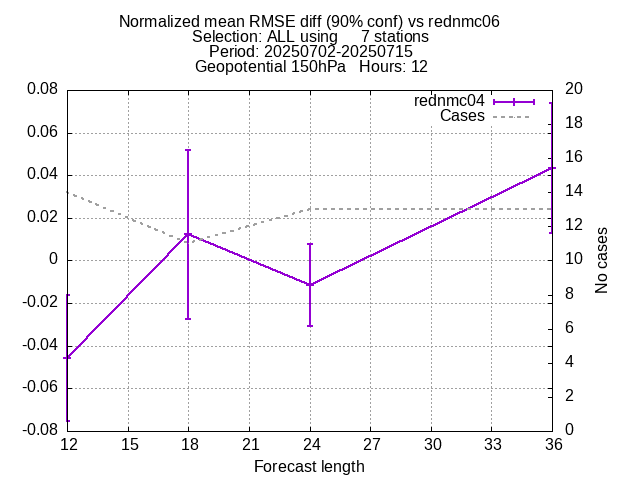 Normalized mean RMSE diff (90% conf) vs rednmc06
Selection: ALL using     7 stations
Period: 20250702-20250715
Geopotential 150hPa   Hours: 12
rednmc04
Cases
0.08
0.06
0.04
0.02
0
-0.02
-0.04
-0.06
-0.08
20
18
16
14
12
10
8
6
4
2
0
No cases
12 15 18 21 24 27 30 33 36
Forecast length